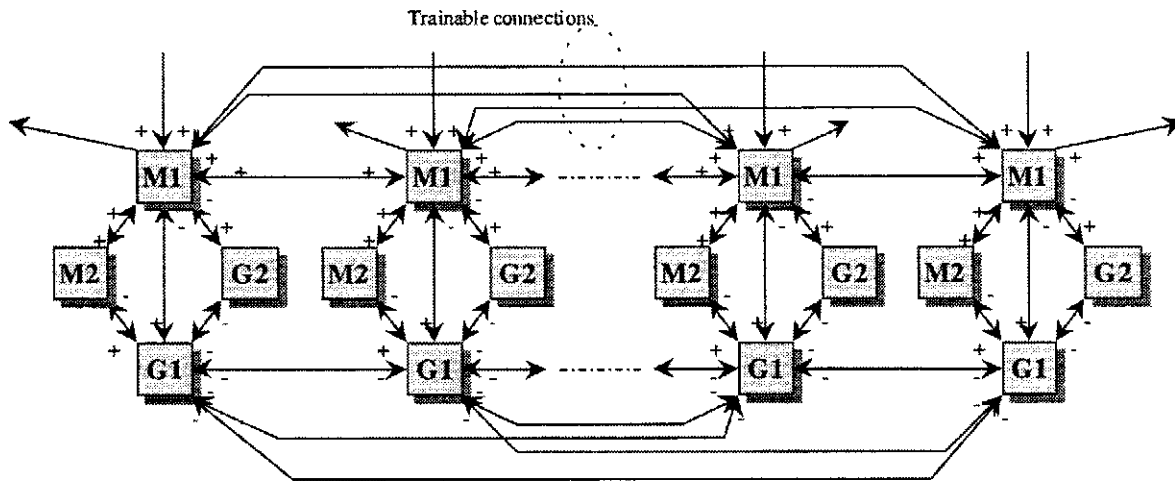 Trainable connections
M1 M1 M1 M1
M2 G2 M2 G2 M2 G2 M2 G2
G1 G1 G1 G1